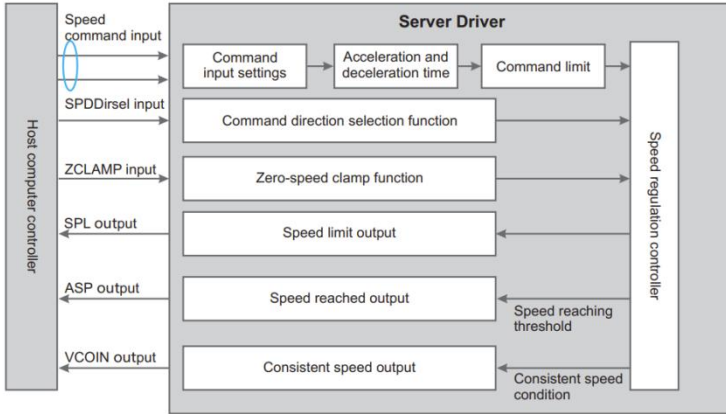 Server Driver
Speed
command input
Command
input settings
Acceleration and
deceleration time
Command limit
SPDDirsel input
Command direction selection function
ZCLAMP input
Zero-speed clamp function
SPL output
Speed limit output
ASP output
Speed reached output
Speed reaching
threshold
VCOIN output
Consistent speed output
Consistent speed
condition
Host computer controller
Speed regulation controller